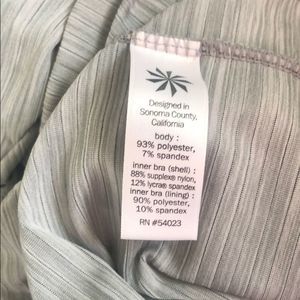 Designed in
Sonoma County,
California
body :
93% polyester,
7% spandex
inner bra (shell) :
88% supplex® nylon,
12% lycra® spandex
inner bra (lining) :
90% polyester,
10% spandex
RN #54023